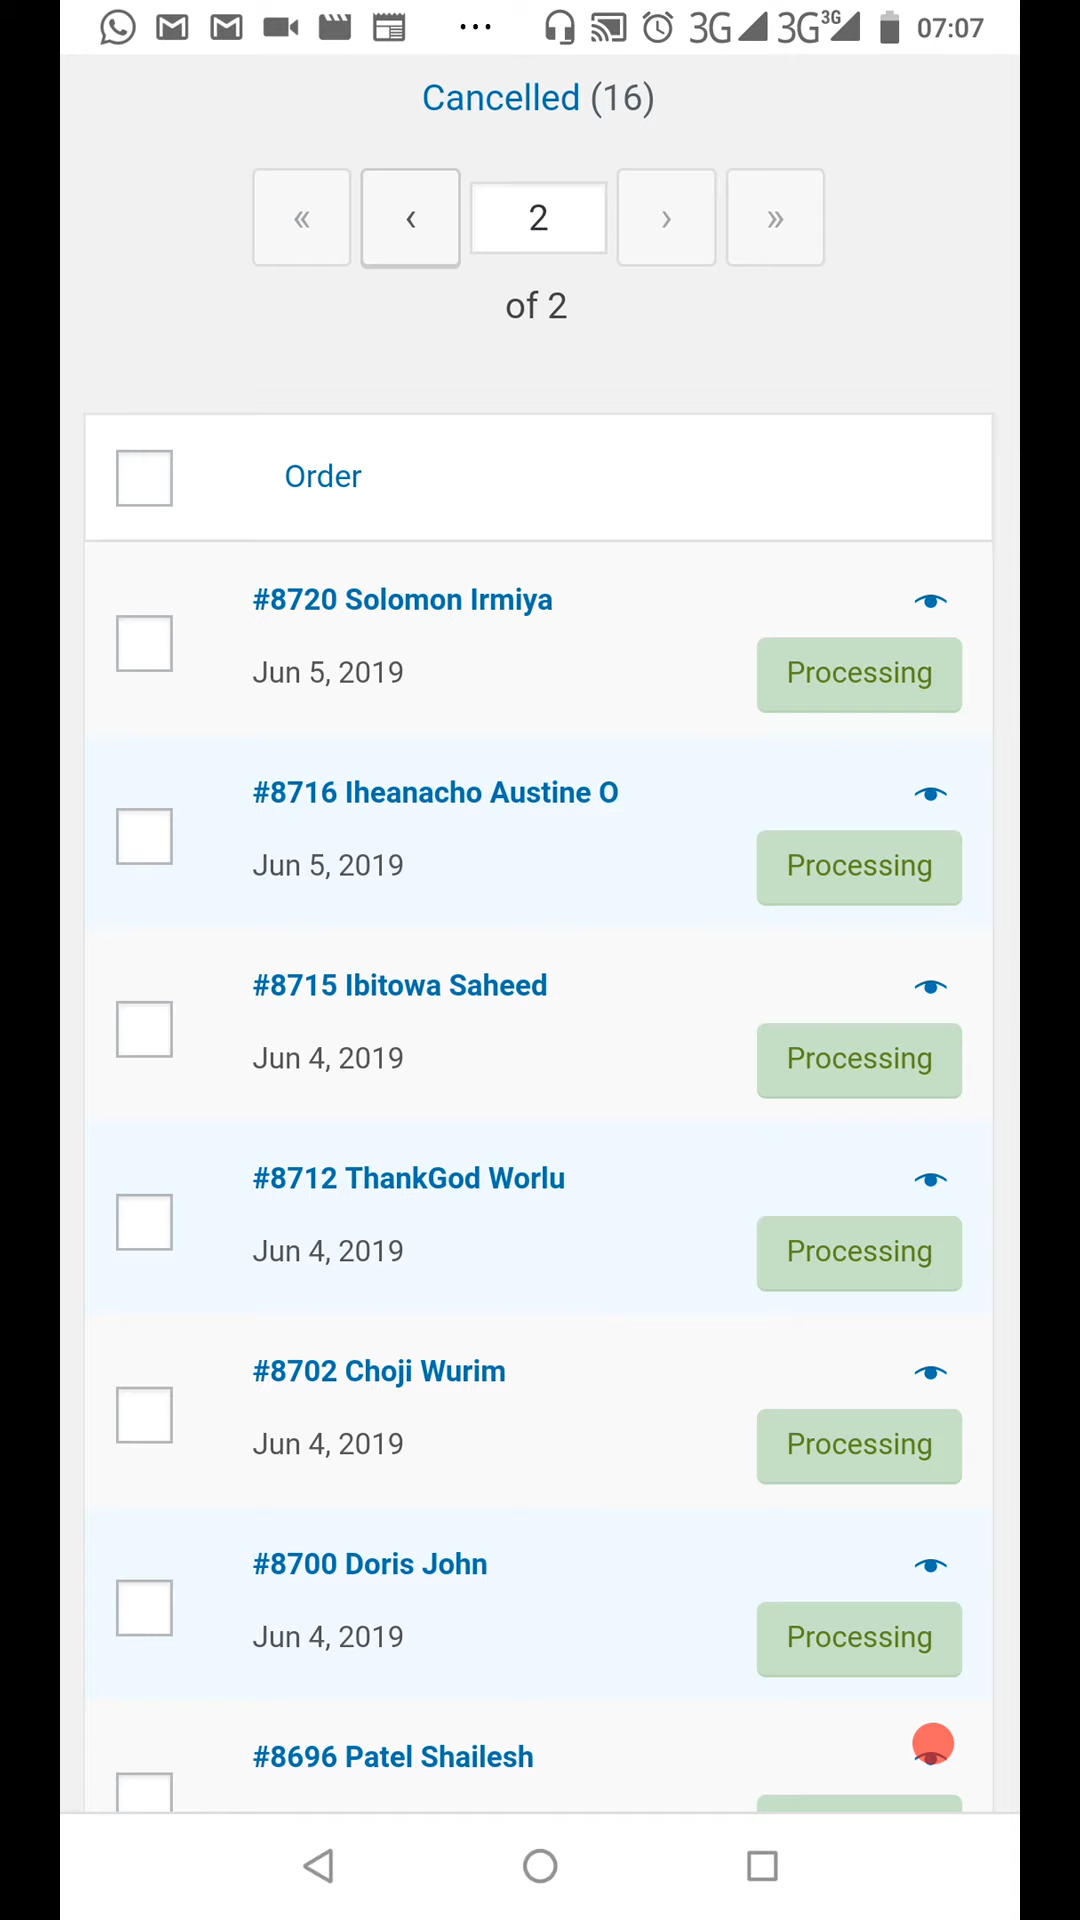 3G 3G 3G 07:07
Cancelled (16)
« ‹ 2 › »
of 2
Order
#8720 Solomon Irmiya
Jun 5, 2019 Processing
#8716 Iheanacho Austine O
Jun 5, 2019 Processing
#8715 Ibitowa Saheed
Jun 4, 2019 Processing
#8712 ThankGod Worlu
Jun 4, 2019 Processing
#8702 Choji Wurim
Jun 4, 2019 Processing
#8700 Doris John
Jun 4, 2019 Processing
#8696 Patel Shailesh